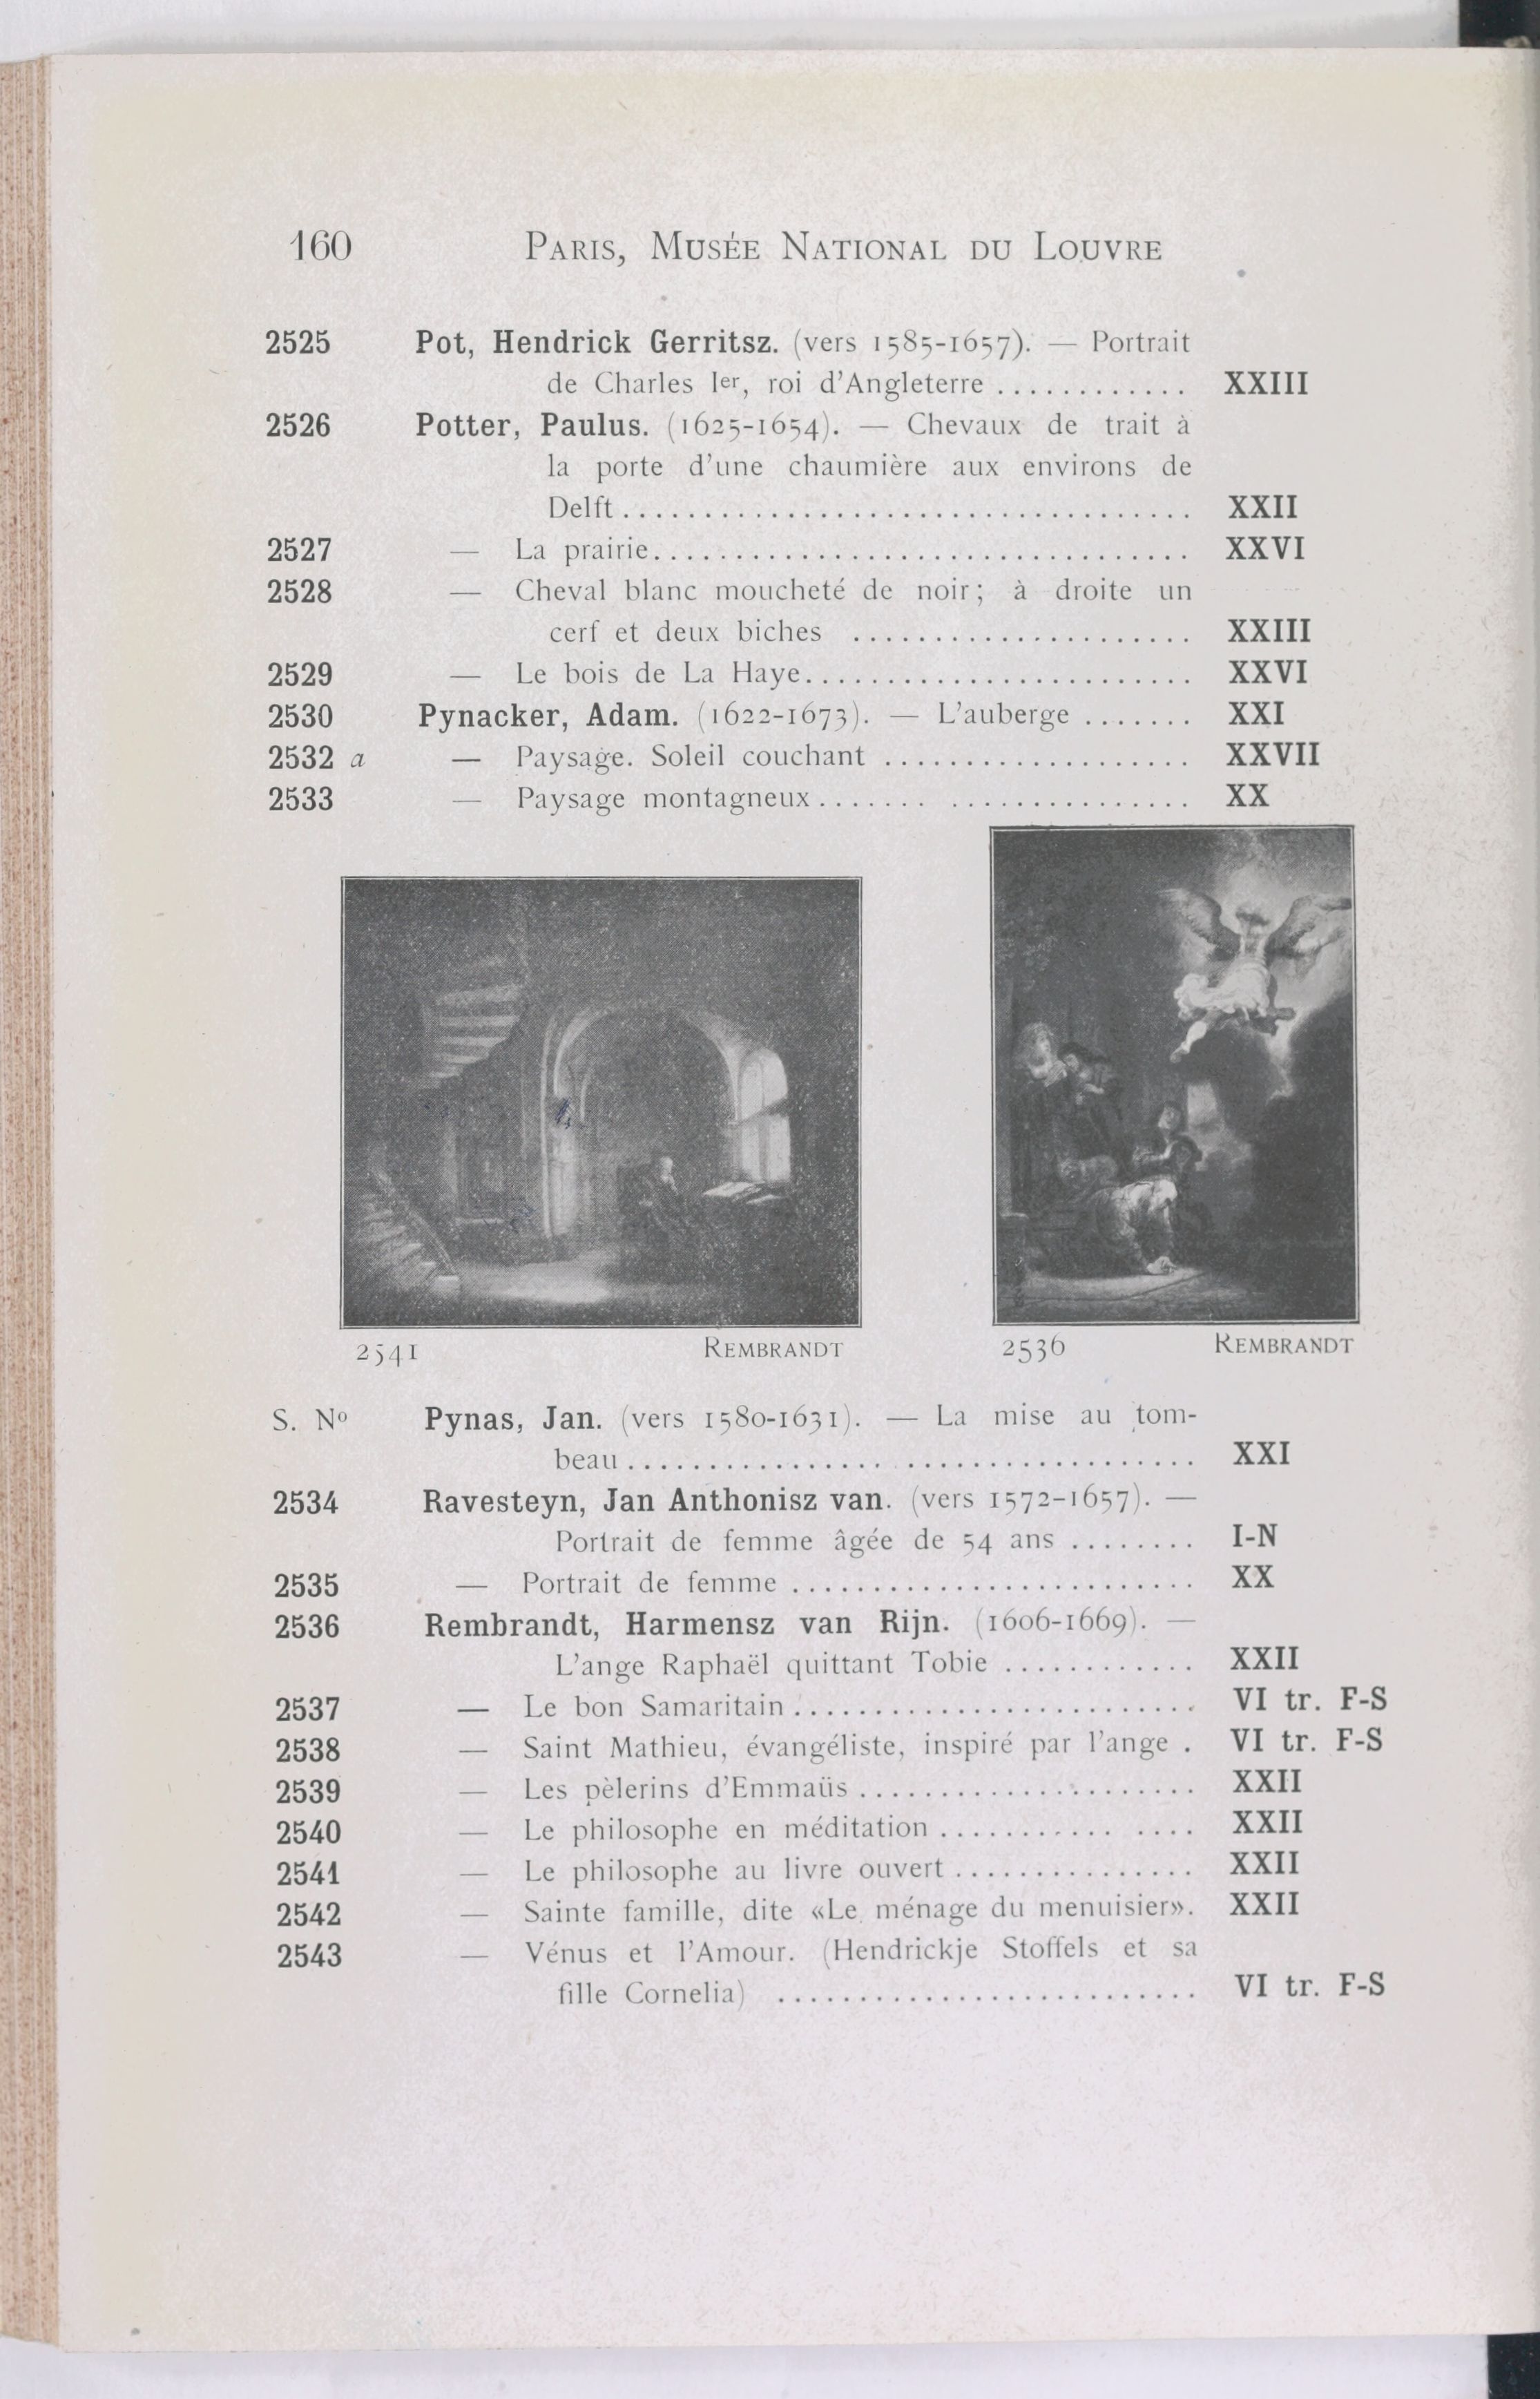 160 PARIS, MUSÉE NATIONAL DU LOUVRE
2525 Pot, Hendrick Gerritsz. (vers 1585-1657). — Portrait
de Charles Ier, roi d'Angleterre ............ XXIII
2526 Potter, Paulus. (1625-1654). — Chevaux de trait à
la porte d'une chaumière aux environs de
Delft .................................... XXII
2527 — La prairie................................. XXVI
2528 — Cheval blanc moucheté de noir; à droite un
cerf et deux biches ..................... XXIII
2529 — Le bois de La Haye........................ XXVI
2530 Pynacker, Adam. (1622-1673). — L'auberge ....... XXI
2532 a — Paysage. Soleil couchant ................... XXVII
2533 — Paysage montagneux....... ............... XX
2541 REMBRANDT
2536 REMBRANDT
S. No Pynas, Jan. (vers 1580-1631). — La mise au tom-
beau ................ .................. XXI
2534 Ravesteyn, Jan Anthonisz van. (vers 1572-1657). —
Portrait de femme âgée de 54 ans ........ I-N
2535 — Portrait de femme ......................... XX
2536 Rembrandt, Harmensz van Rijn. (1606-1669). —
L'ange Raphaël quittant Tobie ............ XXII
2537 — Le bon Samaritain ......................... VI tr. F-S
2538 — Saint Mathieu, évangéliste, inspiré par l'ange . VI tr. F-S
2539 — Les pèlerins d'Emmaüs ..................... XXII
2540 — Le philosophe en méditation ........... .... XXII
2541 — Le philosophe au livre ouvert ............... XXII
2542 — Sainte famille, dite «Le ménage du menuisier». XXII
2543 — Vénus et l'Amour. (Hendrickje Stoffels et sa
fille Cornelia) .......................... VI tr. F-S